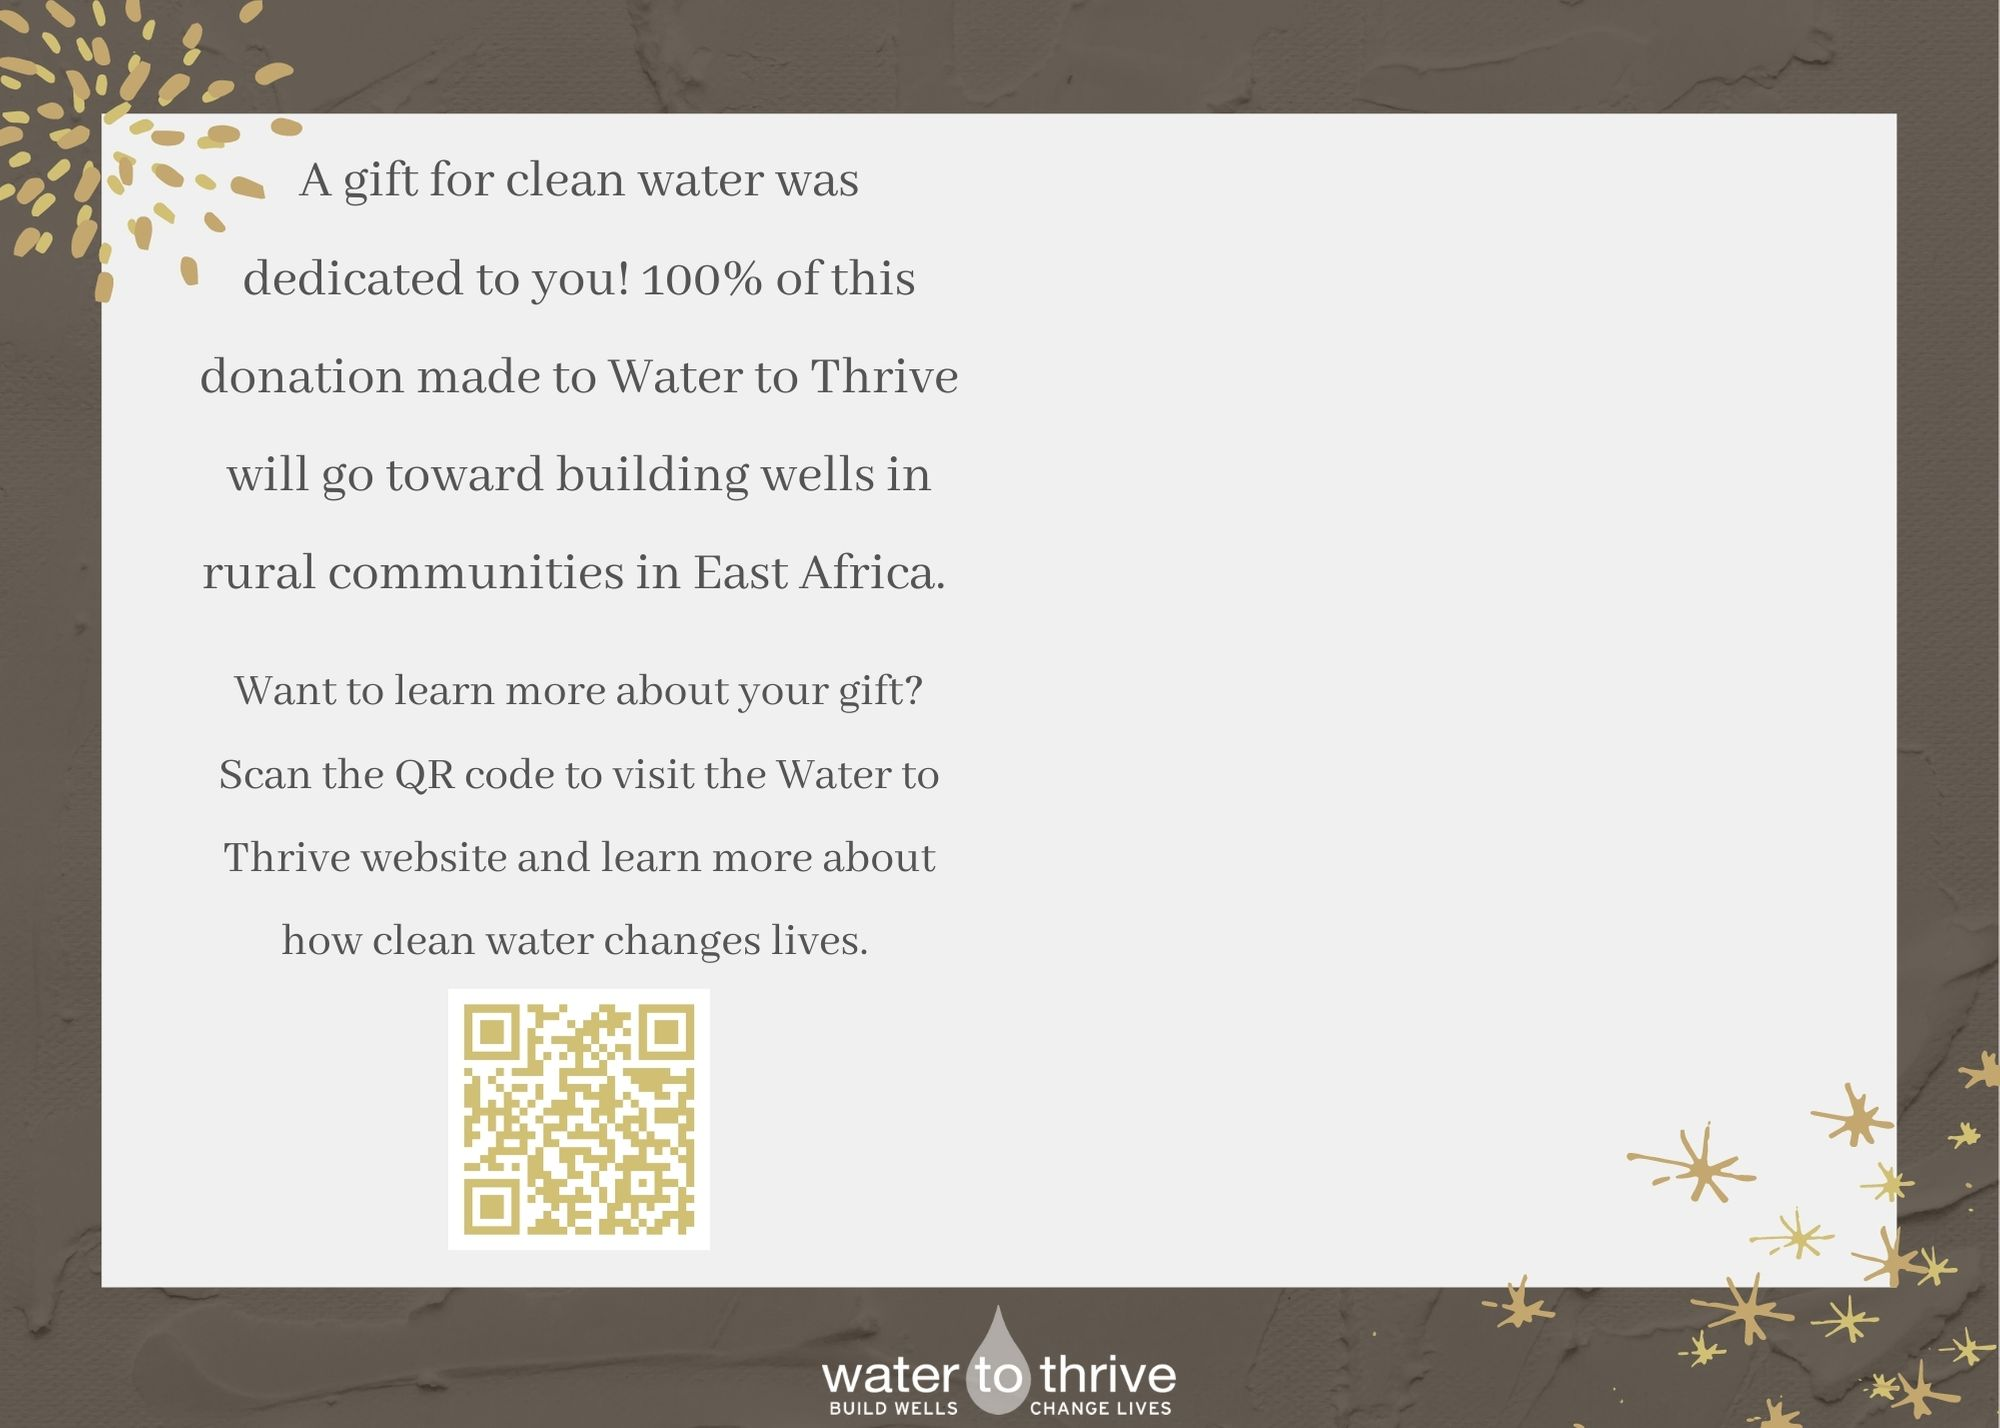 A gift for clean water was
dedicated to you! 100% of this
donation made to Water to Thrive
will go toward building wells in
rural communities in East Africa.
Want to learn more about your gift?
Scan the QR code to visit the Water to
Thrive website and learn more about
how clean water changes lives.
water to thrive
BUILD WELLS CHANGE LIVES